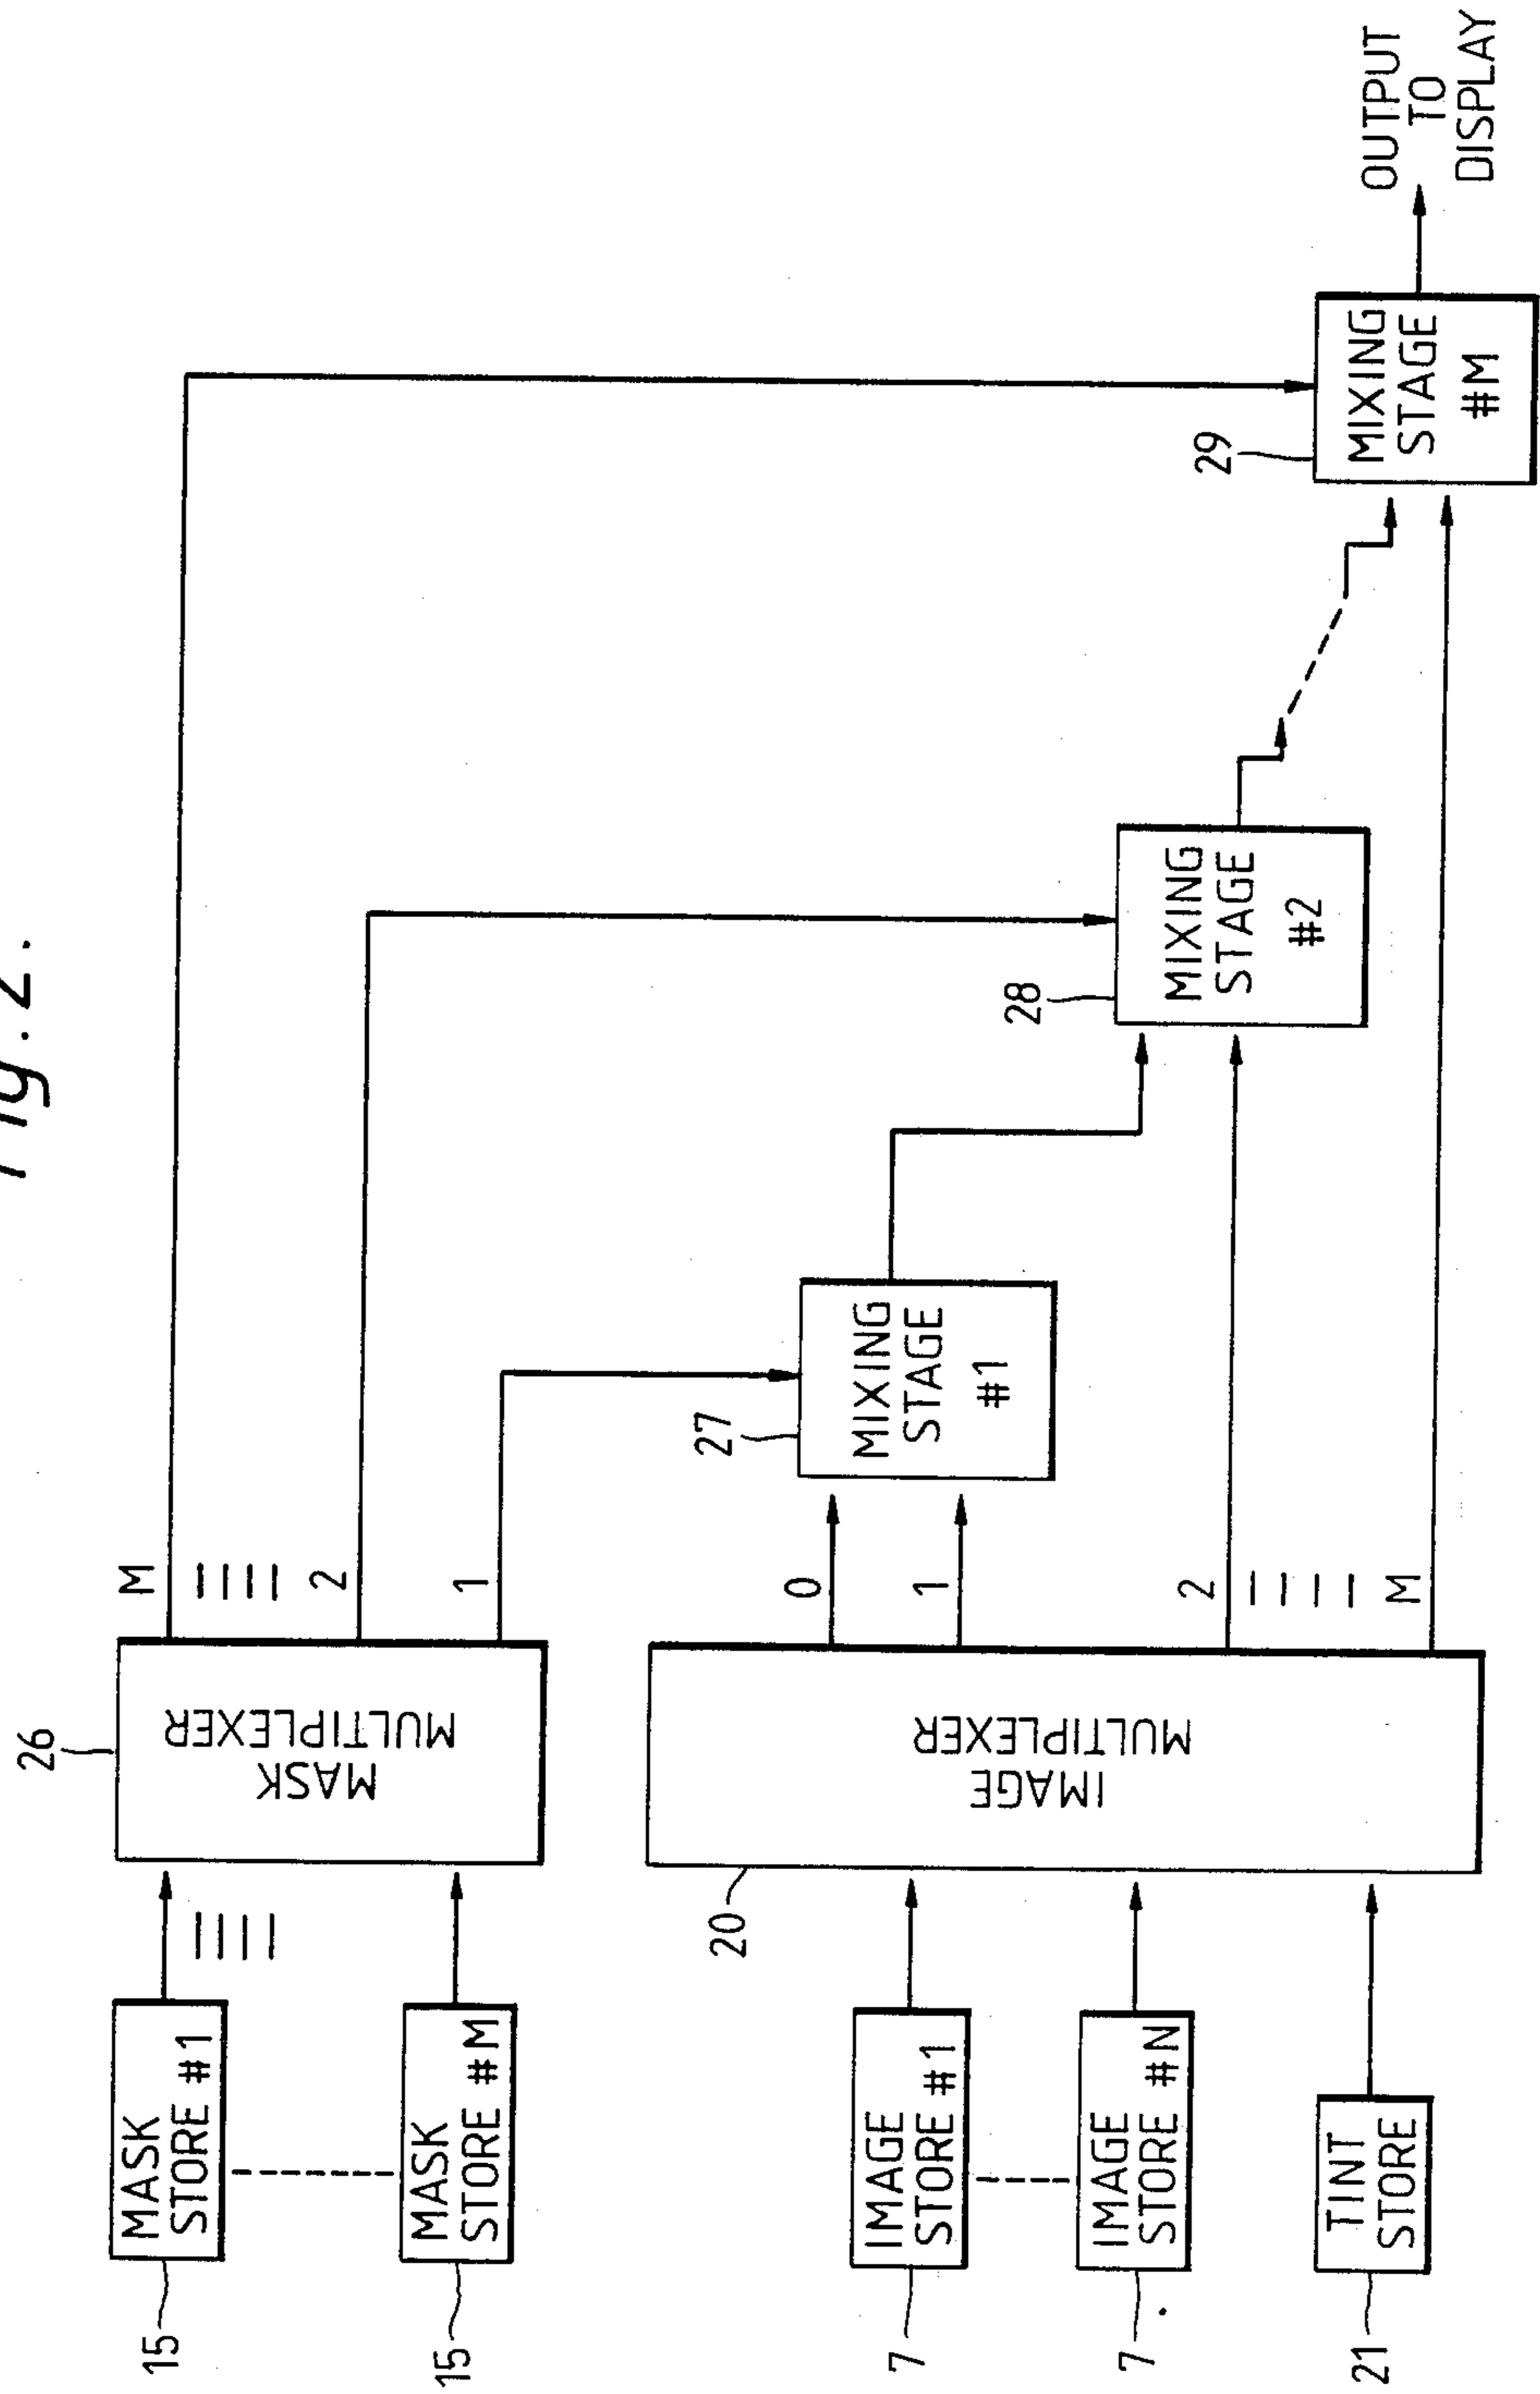 Fig.2.
15
MASK
STORE #1
15
MASK
STORE #M
26
MASK
MULTIPLEXER
M
2
1
7
IMAGE
STORE #1
7
IMAGE
STORE #N
21
TINT
STORE
20
IMAGE
MULTIPLEXER
0
1
2
M
27
MIXING
STAGE
#1
28
MIXING
STAGE
#2
29
MIXING
STAGE
#M
OUTPUT
TO
DISPLAY